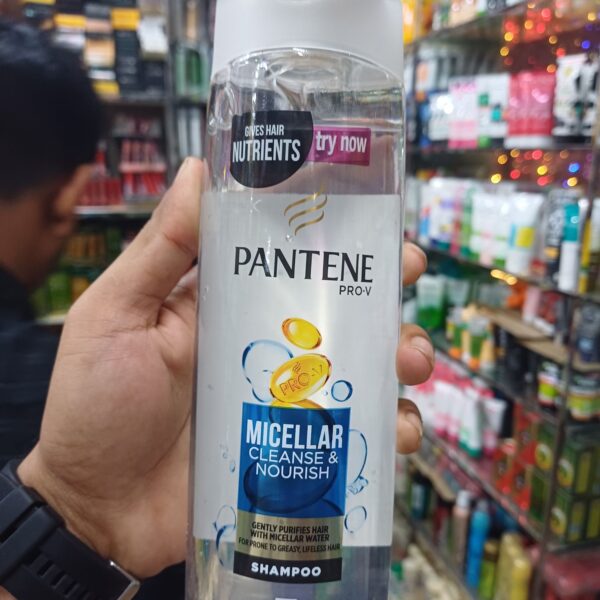 GIVES HAIR
NUTRIENTS
try now
PANTENE
PRO-V
PRO-V
MICELLAR
CLEANSE &
NOURISH
GENTLY PURIFIES HAIR
WITH MICELLAR WATER
FOR PRONE TO GREASY, LIFELESS HAIR
SHAMPOO